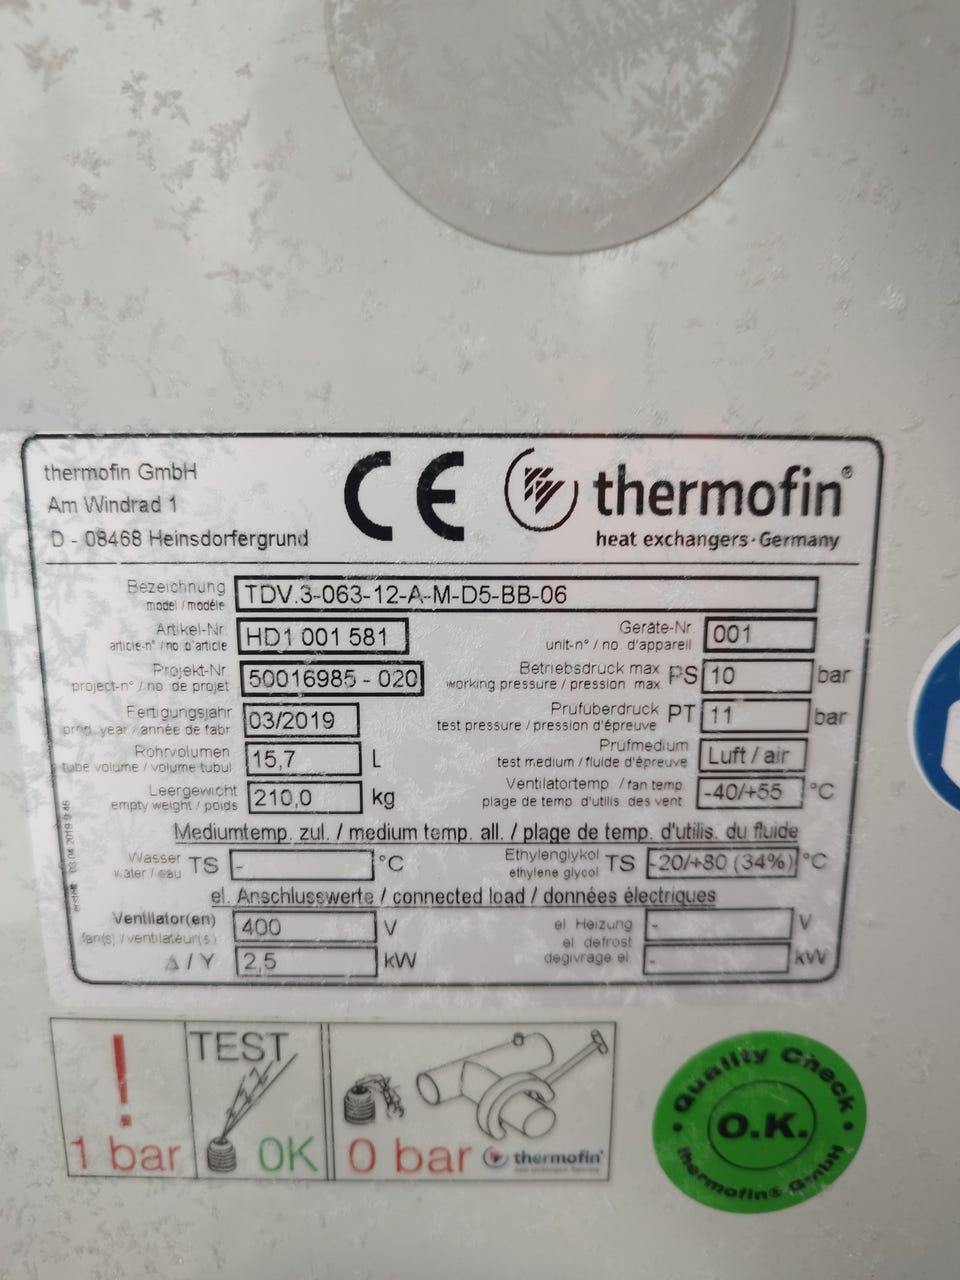 thermofin GmbH
Am Windrad 1
D - 08468 Heinsdorfergrund
CE
thermofin®
heat exchangers·Germany
Bezeichnung
model / modèle
TDV.3-063-12-A-M-D5-BB-06
Artikel-Nr
article-n° / no d'article
HD1 001 581
Geräte-Nr
unit-n° / no. d'appareil
001
Projekt-Nr
project-n° / no de projet
50016985 - 020
Betriebsdruck max
working pressure / pression max
PS
10
bar
Fertigungsjahr
prod. year / année de fabr
03/2019
Prüfüberdruck
test pressure / pression d'épreuve
PT
11
bar
Rohrvolumen
tube volume / volume tubul
15,7
L
Prüfmedium
test medium / fluide d'épreuve
Luft / air
Leergewicht
empty weight / poids
210,0
kg
Ventilatortemp / fan temp
plage de temp d'utilis des vent
-40/+55
°C
Mediumtemp. zul. / medium temp. all. / plage de temp. d'utilis. du fluide
Wasser
water / eau
TS
-
°C
Ethylenglykol
ethylene glycol
TS
-20/+80 (34%)
°C
el. Anschlusswerte / connected load / données électriques
Ventilator(en)
fan(s) / ventilateur(s)
400
V
el Heizung
el defrost
degivrage el
-
V
Δ / Y
2,5
kW
-
kW
!
1 bar
TEST
OK
0 bar
thermofin®
Quality Check
O.K.
thermofin® GmbH